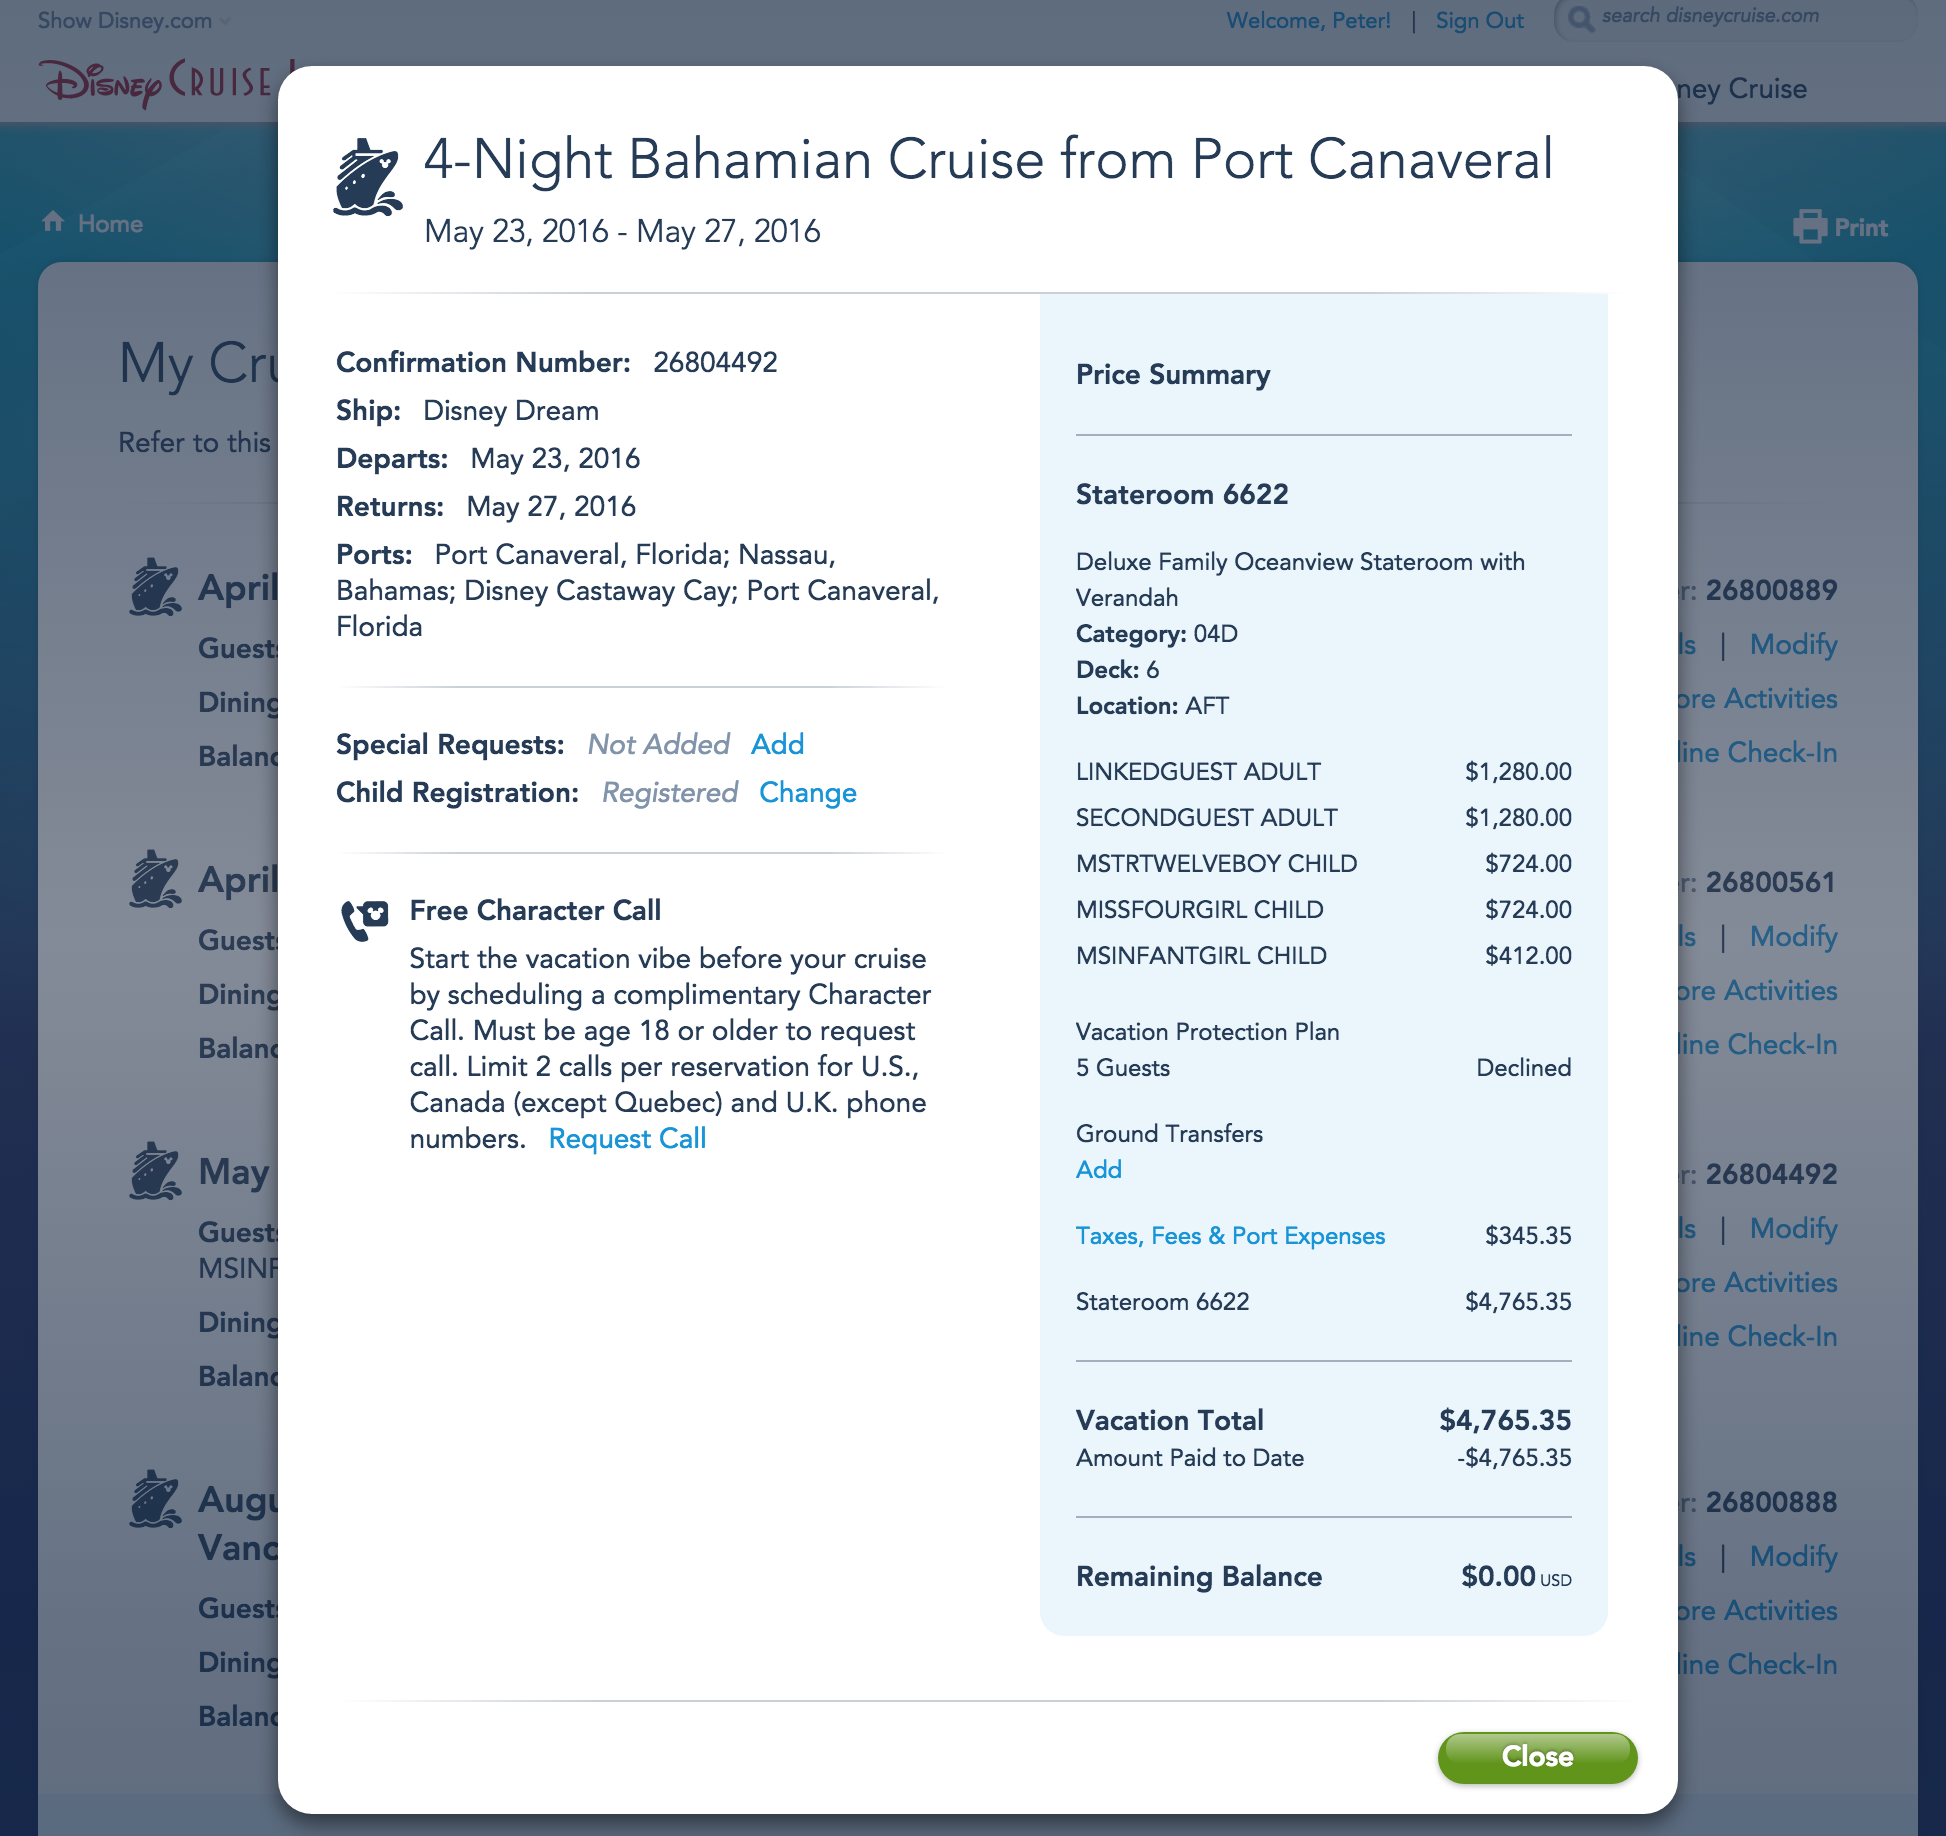 Show Disney.com
Welcome, Peter! | Sign Out
search disneycruise.com
Disney Cruise
ney Cruise
Home
Print
My Cru
Refer to this
4-Night Bahamian Cruise from Port Canaveral
May 23, 2016 - May 27, 2016
Confirmation Number: 26804492
Ship: Disney Dream
Departs: May 23, 2016
Returns: May 27, 2016
Ports: Port Canaveral, Florida; Nassau,
Bahamas; Disney Castaway Cay; Port Canaveral,
Florida
Special Requests: Not Added Add
Child Registration: Registered Change
Free Character Call
Start the vacation vibe before your cruise
by scheduling a complimentary Character
Call. Must be age 18 or older to request
call. Limit 2 calls per reservation for U.S.,
Canada (except Quebec) and U.K. phone
numbers. Request Call
Price Summary
Stateroom 6622
Deluxe Family Oceanview Stateroom with
Verandah
Category: 04D
Deck: 6
Location: AFT
LINKEDGUEST ADULT $1,280.00
SECONDGUEST ADULT $1,280.00
MSTRTWELVEBOY CHILD $724.00
MISSFOURGIRL CHILD $724.00
MSINFANTGIRL CHILD $412.00
Vacation Protection Plan
5 Guests Declined
Ground Transfers
Add
Taxes, Fees & Port Expenses $345.35
Stateroom 6622 $4,765.35
Vacation Total $4,765.35
Amount Paid to Date -$4,765.35
Remaining Balance $0.00 USD
Close
April
Guests
Dining
Balanc
r: 26800889
ls | Modify
ore Activities
line Check-In
April
Guests
Dining
Balanc
r: 26800561
ls | Modify
ore Activities
line Check-In
May
Guests
MSINF
Dining
Balanc
r: 26804492
ls | Modify
ore Activities
line Check-In
Augu
Vanc
Guests
Dining
Balanc
r: 26800888
ls | Modify
ore Activities
line Check-In